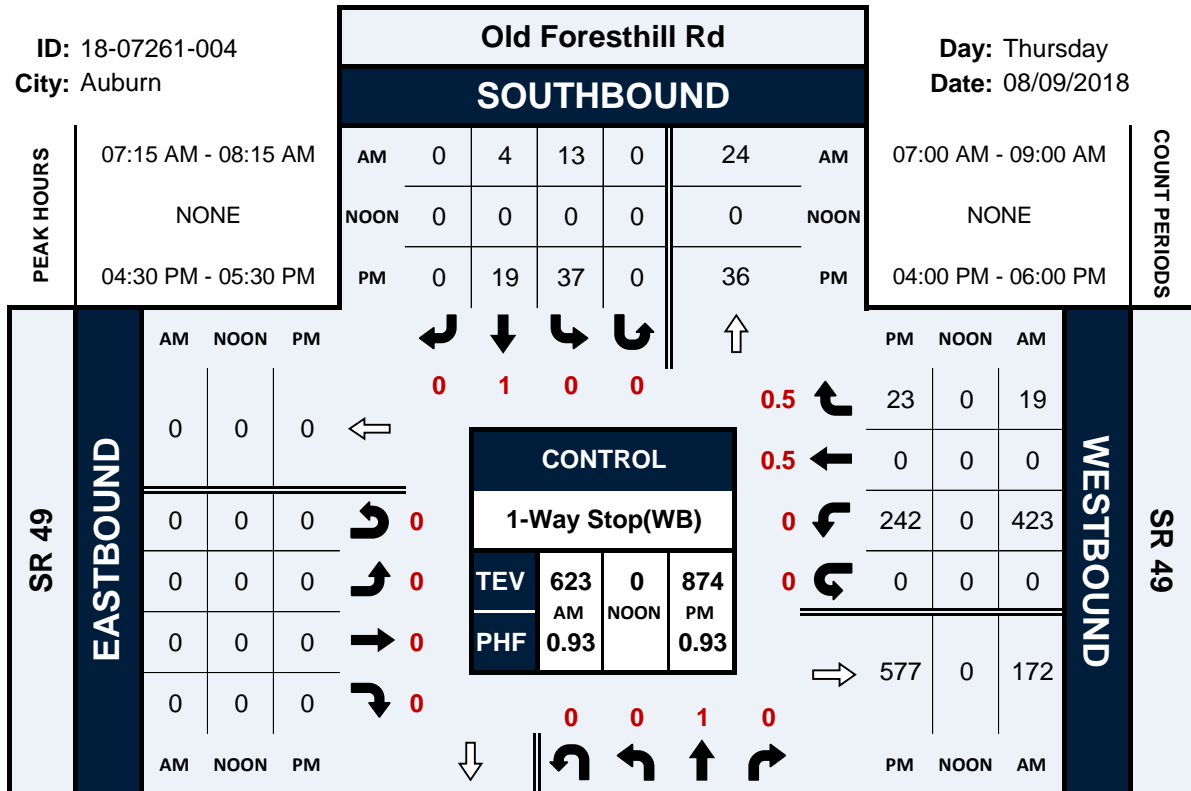 Old Foresthill Rd
ID: 18-07261-004
Day: Thursday
City: Auburn
Date: 08/09/2018
SOUTHBOUND
PEAK HOURS
07:15 AM - 08:15 AM
AM 0 4 13 0 24 AM
07:00 AM - 09:00 AM
COUNT PERIODS
NONE
NOON 0 0 0 0 0 NOON
NONE
04:30 PM - 05:30 PM
PM 0 19 37 0 36 PM
04:00 PM - 06:00 PM
SR 49
EASTBOUND
AM NOON PM
PM NOON AM
0 1 0 0
0.5 23 0 19
0 0 0
0.5 0 0 0
WESTBOUND
SR 49
CONTROL
1-Way Stop(WB)
0 0 0 0
0 242 0 423
0 0 0 0
0 0 0 0
TEV 623 0 874
AM NOON PM
PHF 0.93 0.93
0 0 0 0
577 0 172
0 0 0 0
0 0 1 0
AM NOON PM
PM NOON AM